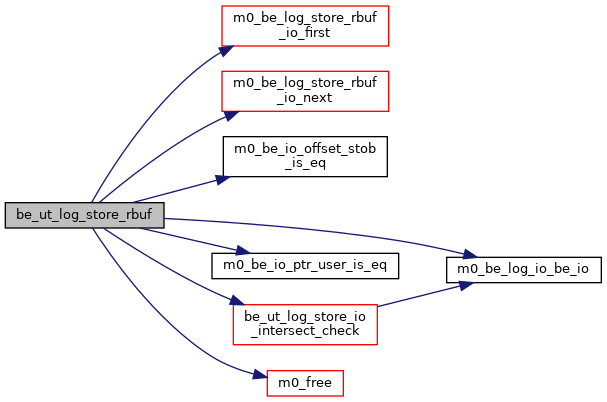 m0_be_log_store_rbuf
_io_first
m0_be_log_store_rbuf
_io_next
m0_be_io_offset_stob
_is_eq
be_ut_log_store_rbuf
m0_be_io_ptr_user_is_eq
m0_be_log_io_be_io
be_ut_log_store_io
_intersect_check
m0_free